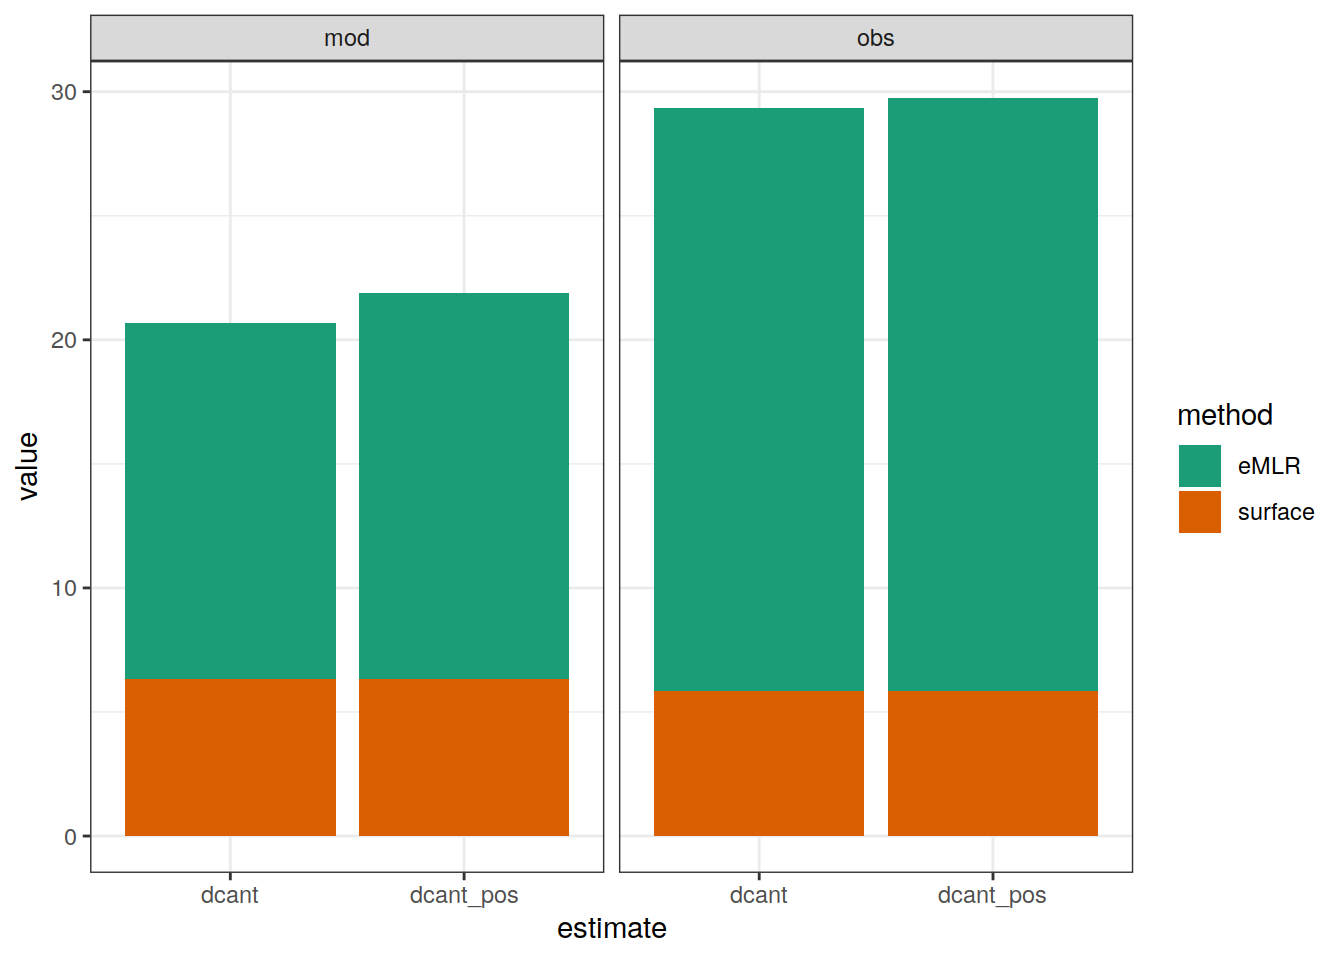 mod
obs
30
20
10
0
value
dcant
dcant_pos
dcant
dcant_pos
estimate
method
eMLR
surface